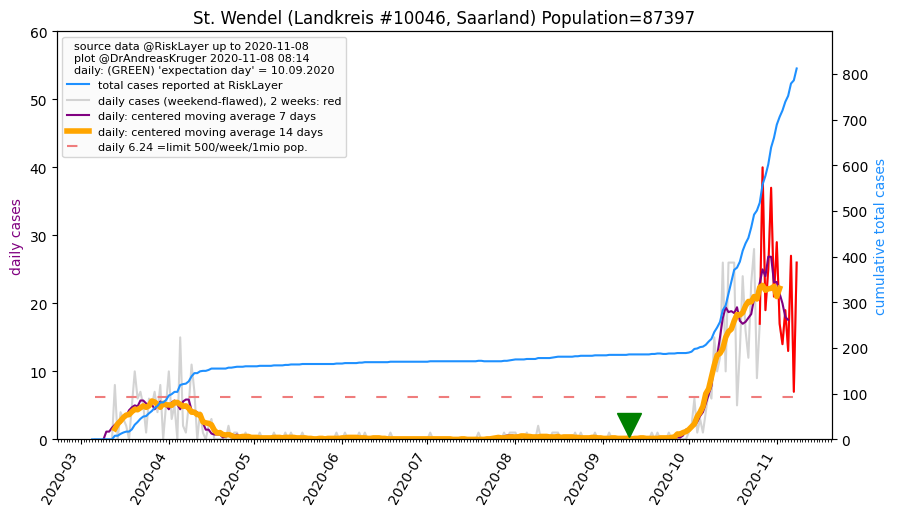 St. Wendel (Landkreis #10046, Saarland) Population=87397
source data @RiskLayer up to 2020-11-08
plot @DrAndreasKruger 2020-11-08 08:14
daily: (GREEN) 'expectation day' = 10.09.2020
total cases reported at RiskLayer
daily cases (weekend-flawed), 2 weeks: red
daily: centered moving average 7 days
daily: centered moving average 14 days
daily 6.24 =limit 500/week/1mio pop.
daily cases
60
50
40
30
20
10
0
cumulative total cases
800
700
600
500
400
300
200
100
0
2020-03
2020-04
2020-05
2020-06
2020-07
2020-08
2020-09
2020-10
2020-11